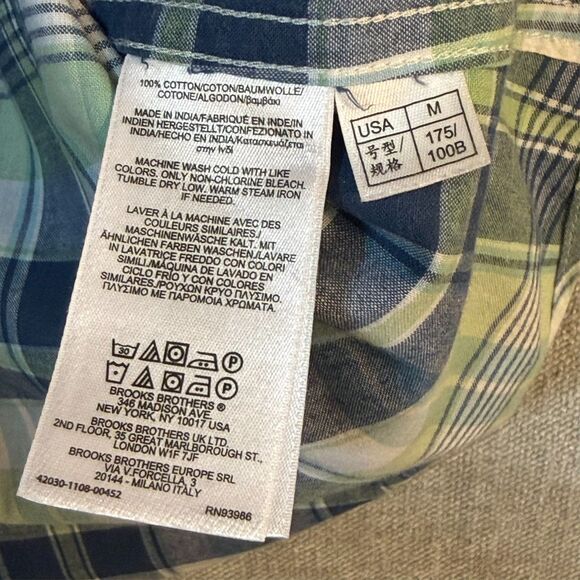 100% COTTON/COTON/BAUMWOLLE/
COTONE/ALGODON/βαμβάκι
MADE IN INDIA/FABRIQUÉ EN INDE/IN
INDIEN HERGESTELLT/CONFEZIONATO IN
INDIA/HECHO EN INDIA/Κατασκευάζεται
στην Ινδί
MACHINE WASH COLD WITH LIKE
COLORS. ONLY NON-CHLORINE BLEACH.
TUMBLE DRY LOW. WARM STEAM IRON
IF NEEDED.
LAVER À LA MACHINE AVEC DES
COULEURS SIMILAIRES./
MASCHINENWÄSCHE KALT. MIT
ÄHNLICHEN FARBEN WASCHEN/LAVARE
IN LAVATRICE FREDDO CON COLORI
SIMILI./MÁQUINA DE LAVADO EN
CICLO FRÍO Y CON COLORES
SIMILARES./ΡΟΥΧΩΝ ΚΡΥΟ ΠΛΥΣΙΜΟ.
ΠΛΥΣΙΜΟ ΜΕ ΠΑΡΟΜΟΙΑ ΧΡΩΜΑΤΑ.
30 P
P
BROOKS BROTHERS ®
346 MADISON AVE.
NEW YORK, NY 10017 USA
BROOKS BROTHERS UK LTD.
2ND FLOOR, 35 GREAT MARLBOROUGH ST.
LONDON W1F 7JF
BROOKS BROTHERS EUROPE SRL
VIA V.FORCELLA, 3
20144 - MILANO ITALY
42030-1108-00452 RN93986
USA M
号型/ 175/
规格 100B